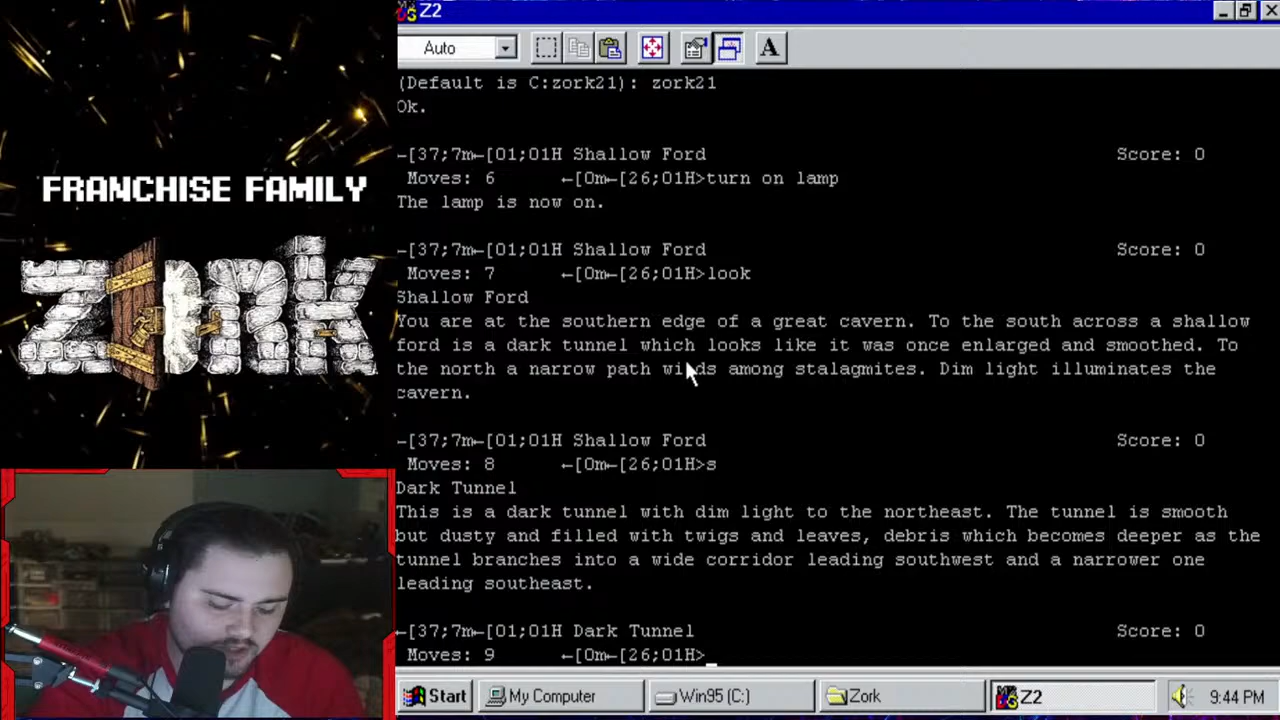 Z2
Auto
A
(Default is C:zork21): zork21
Ok.
←[37;7m←[01;01H Shallow Ford Score: 0
Moves: 6 ←[0m←[26;01H>turn on lamp
The lamp is now on.
←[37;7m←[01;01H Shallow Ford Score: 0
Moves: 7 ←[0m←[26;01H>look
Shallow Ford
You are at the southern edge of a great cavern. To the south across a shallow
ford is a dark tunnel which looks like it was once enlarged and smoothed. To
the north a narrow path winds among stalagmites. Dim light illuminates the
cavern.
←[37;7m←[01;01H Shallow Ford Score: 0
Moves: 8 ←[0m←[26;01H>s
Dark Tunnel
This is a dark tunnel with dim light to the northeast. The tunnel is smooth
but dusty and filled with twigs and leaves, debris which becomes deeper as the
tunnel branches into a wide corridor leading southwest and a narrower one
leading southeast.
←[37;7m←[01;01H Dark Tunnel Score: 0
Moves: 9 ←[0m←[26;01H>_
FRANCHISE FAMILY
ZORK
Start My Computer Win95 (C:) Zork Z2 9:44 PM